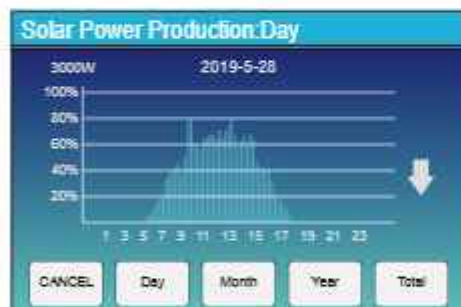 Solar Power Production:Day
3000W 2019-5-28
100%
80%
60%
40%
20%
1 3 5 7 9 11 13 15 17 19 21 23
CANCEL Day Month Year Total